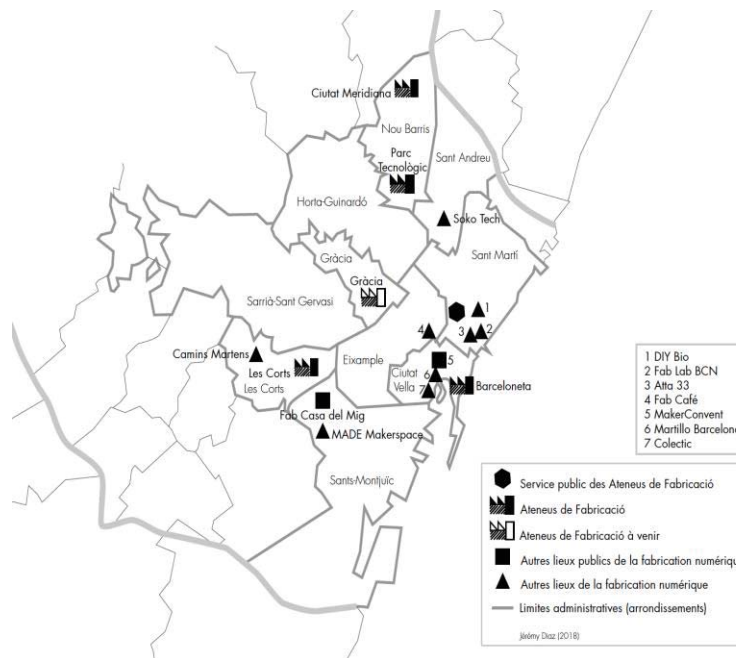 Ciutat Meridiana
Nou Barris
Parc
Tecnològic
Sant Andreu
Horta-Guinardó
Soko Tech
Sant Martí
Gràcia
Gràcia
Sarrià-Sant Gervasi
1
2
3
4
Camins Martens
Les Corts
Les Corts
Eixample
5
Ciutat
Vella
6
7
Barceloneta
Fab Casa del Mig
MADE Makerspace
Sants-Montjuïc
1 DIY Bio
2 Fab Lab BCN
3 Atta 33
4 Fab Café
5 MakerConvent
6 Martillo Barcelona
7 Colectic
Service public des Ateneus de Fabricació
Ateneus de Fabricació
Ateneus de Fabricació à venir
Autres lieux publics de la fabrication numériqu
Autres lieux de la fabrication numérique
Limites administratives (arrondissements)
Jérémy Diaz (2018)